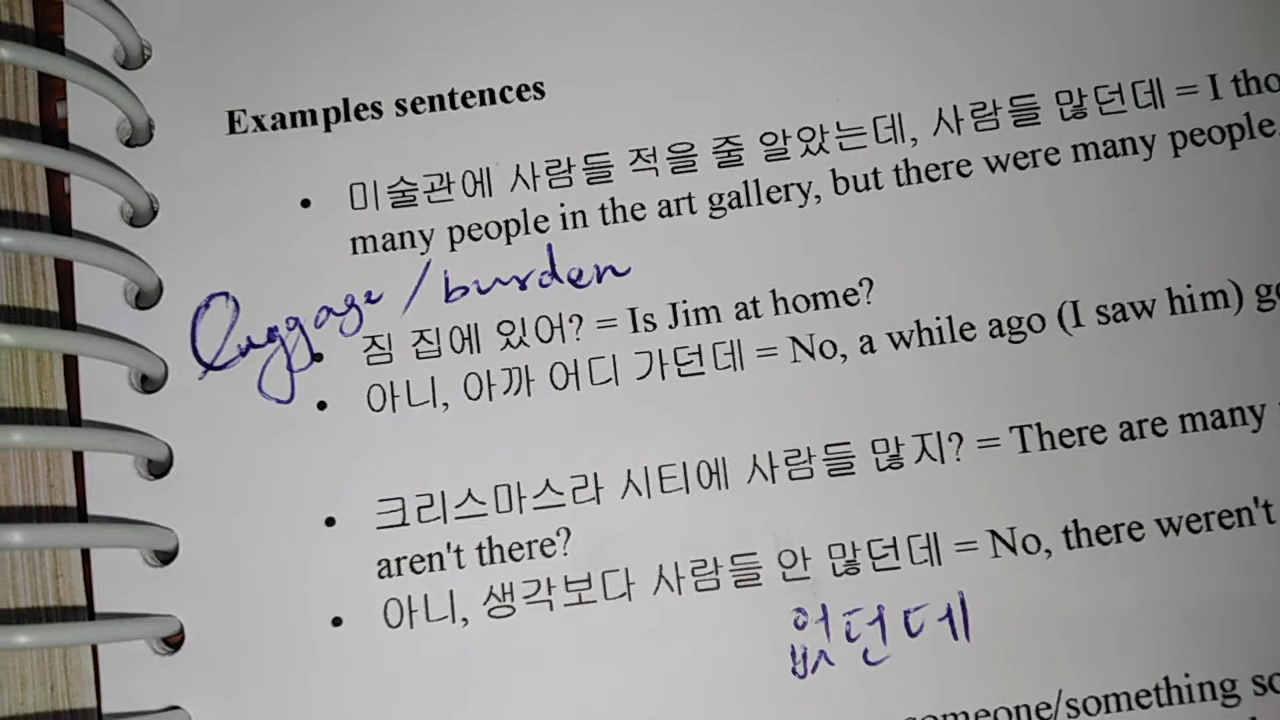 Examples sentences
• 미술관에 사람들 적을 줄 알았는데, 사람들 많던데 = I
many people in the art gallery, but there were many people
luggage/burden
• 짐 집에 있어? = Is Jim at home?
• 아니, 아까 어디 가던데 = No, a while ago (I saw him)
• 크리스마스라 시티에 사람들 많지? = There are many
aren't there?
• 아니, 생각보다 사람들 안 많던데 = No, there weren't
없던데
someone/something